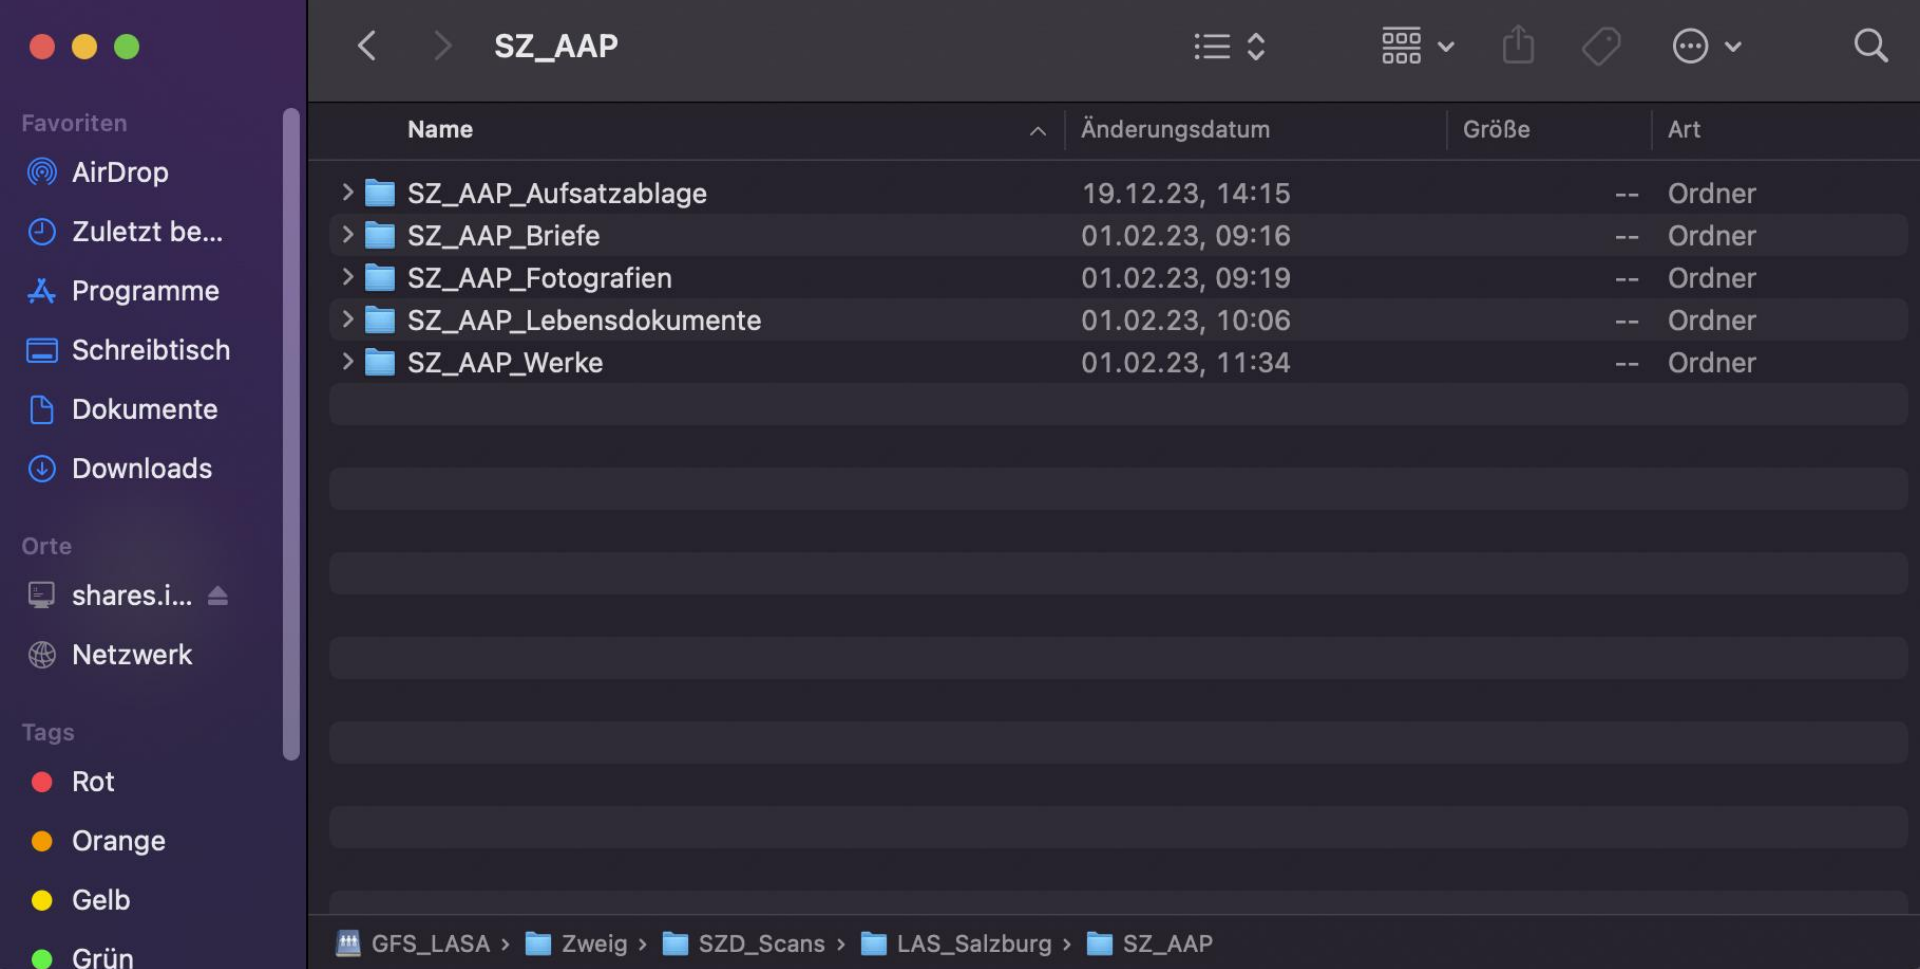 SZ_AAP
Favoriten
AirDrop
Zuletzt be...
Programme
Schreibtisch
Dokumente
Downloads
Orte
shares.i...
Netzwerk
Tags
Rot
Orange
Gelb
Grün
Name Änderungsdatum Größe Art
SZ_AAP_Aufsatzablage 19.12.23, 14:15 -- Ordner
SZ_AAP_Briefe 01.02.23, 09:16 -- Ordner
SZ_AAP_Fotografien 01.02.23, 09:19 -- Ordner
SZ_AAP_Lebensdokumente 01.02.23, 10:06 -- Ordner
SZ_AAP_Werke 01.02.23, 11:34 -- Ordner
GFS_LASA › Zweig › SZD_Scans › LAS_Salzburg › SZ_AAP